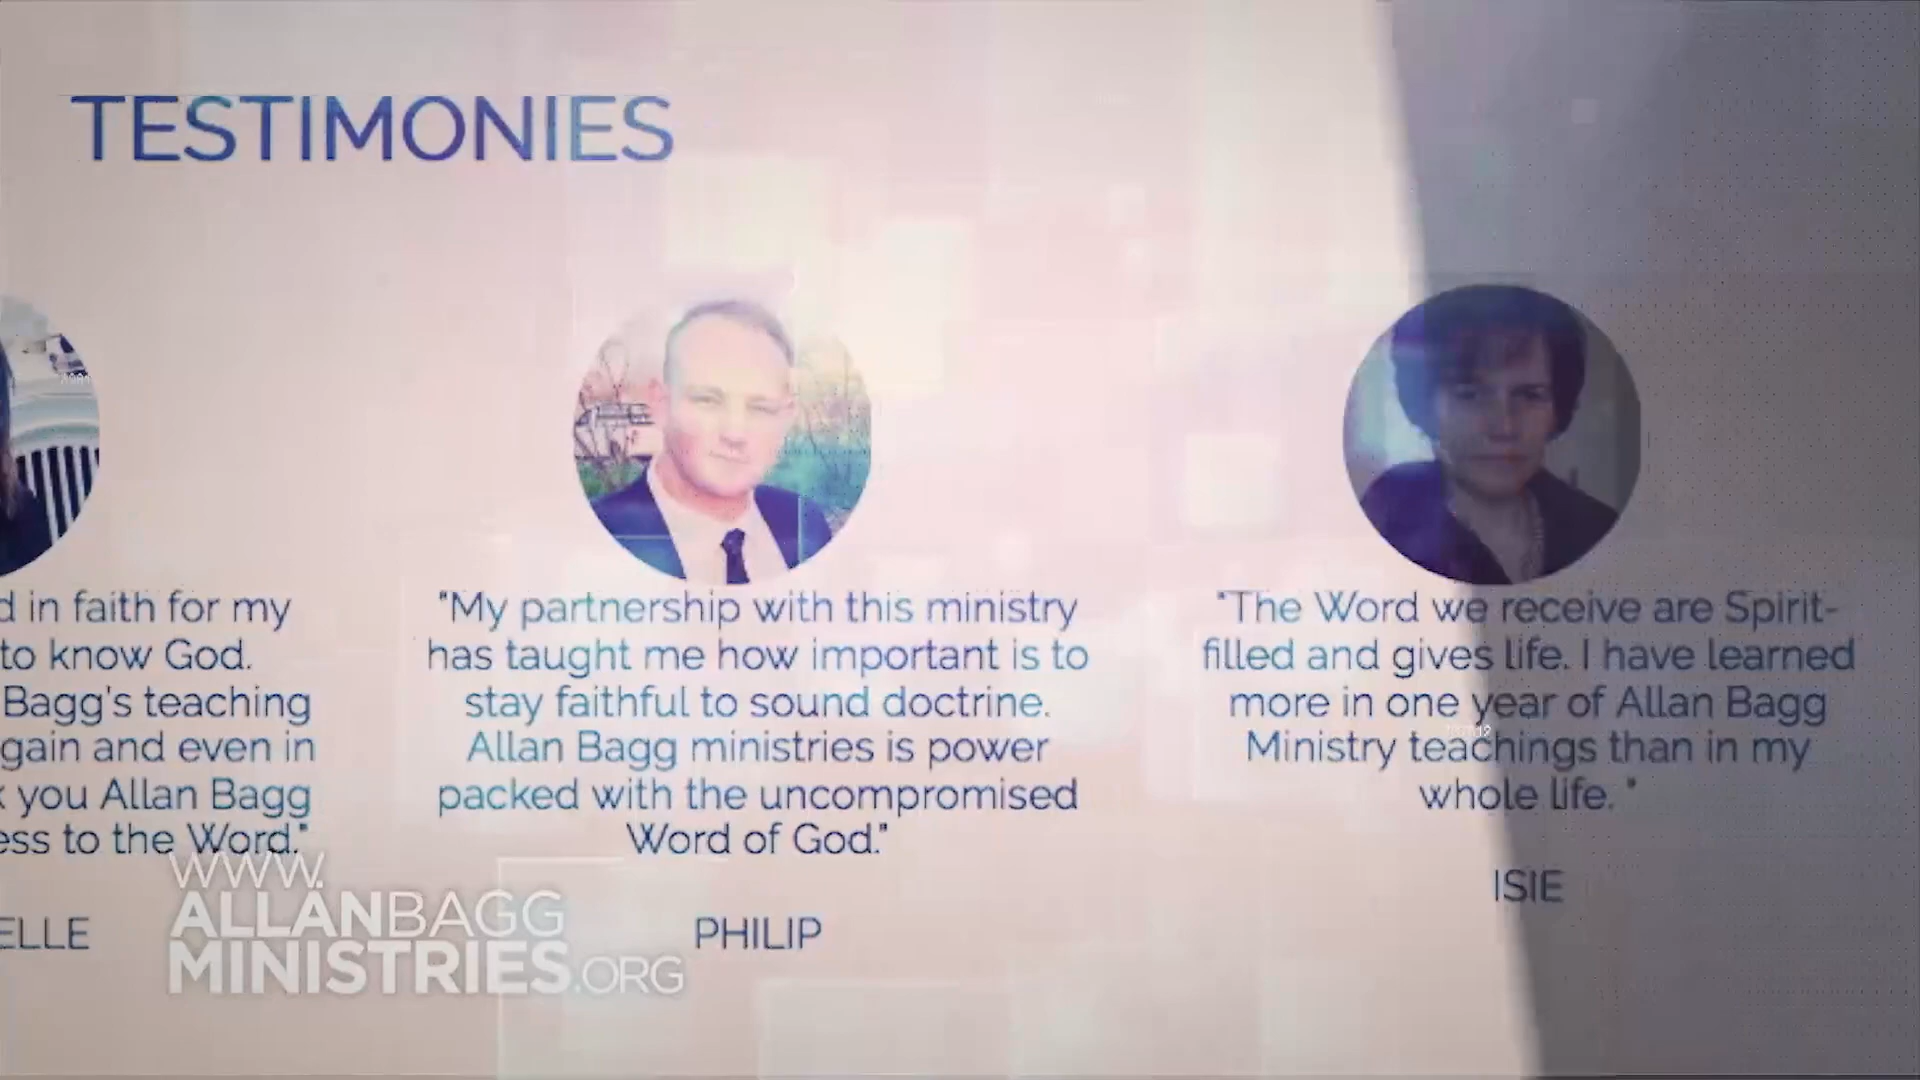 TESTIMONIES
d in faith for my
to know God.
Bagg's teaching
gain and even in
k you Allan Bagg
ess to the Word."
ELLE
"My partnership with this ministry
has taught me how important is to
stay faithful to sound doctrine.
Allan Bagg ministries is power
packed with the uncompromised
Word of God."
PHILIP
"The Word we receive are Spirit-
filled and gives life. I have learned
more in one year of Allan Bagg
Ministry teachings than in my
whole life. "
ISIE
WWW.
ALLANBAGG
MINISTRIES.ORG